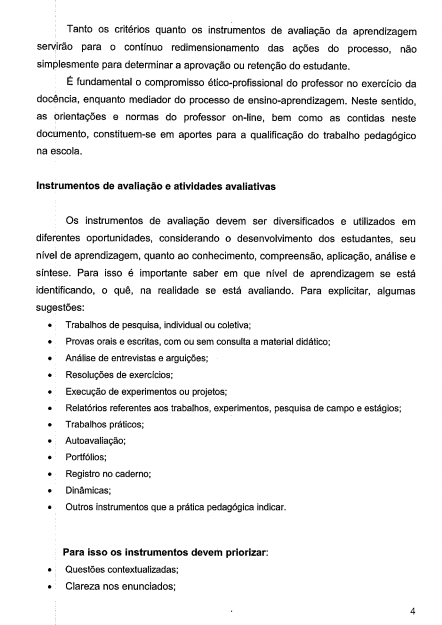 Tanto os critérios quanto os instrumentos de avaliação da aprendizagem
servirão para o contínuo redimensionamento das ações do processo, não
simplesmente para determinar a aprovação ou retenção do estudante.
É fundamental o compromisso ético-profissional do professor no exercício da
docência, enquanto mediador do processo de ensino-aprendizagem. Neste sentido,
as orientações e normas do professor on-line, bem como as contidas neste
documento, constituem-se em aportes para a qualificação do trabalho pedagógico
na escola.
Instrumentos de avaliação e atividades avaliativas
Os instrumentos de avaliação devem ser diversificados e utilizados em
diferentes oportunidades, considerando o desenvolvimento dos estudantes, seu
nível de aprendizagem, quanto ao conhecimento, compreensão, aplicação, análise e
síntese. Para isso é importante saber em que nível de aprendizagem se está
identificando, o quê, na realidade se está avaliando. Para explicitar, algumas
sugestões:
• Trabalhos de pesquisa, individual ou coletiva;
• Provas orais e escritas, com ou sem consulta a material didático;
• Análise de entrevistas e arguições;
• Resoluções de exercícios;
• Execução de experimentos ou projetos;
• Relatórios referentes aos trabalhos, experimentos, pesquisa de campo e estágios;
• Trabalhos práticos;
• Autoavaliação;
• Portfólios;
• Registro no caderno;
• Dinâmicas;
• Outros instrumentos que a prática pedagógica indicar.
Para isso os instrumentos devem priorizar:
• Questões contextualizadas;
• Clareza nos enunciados;
4